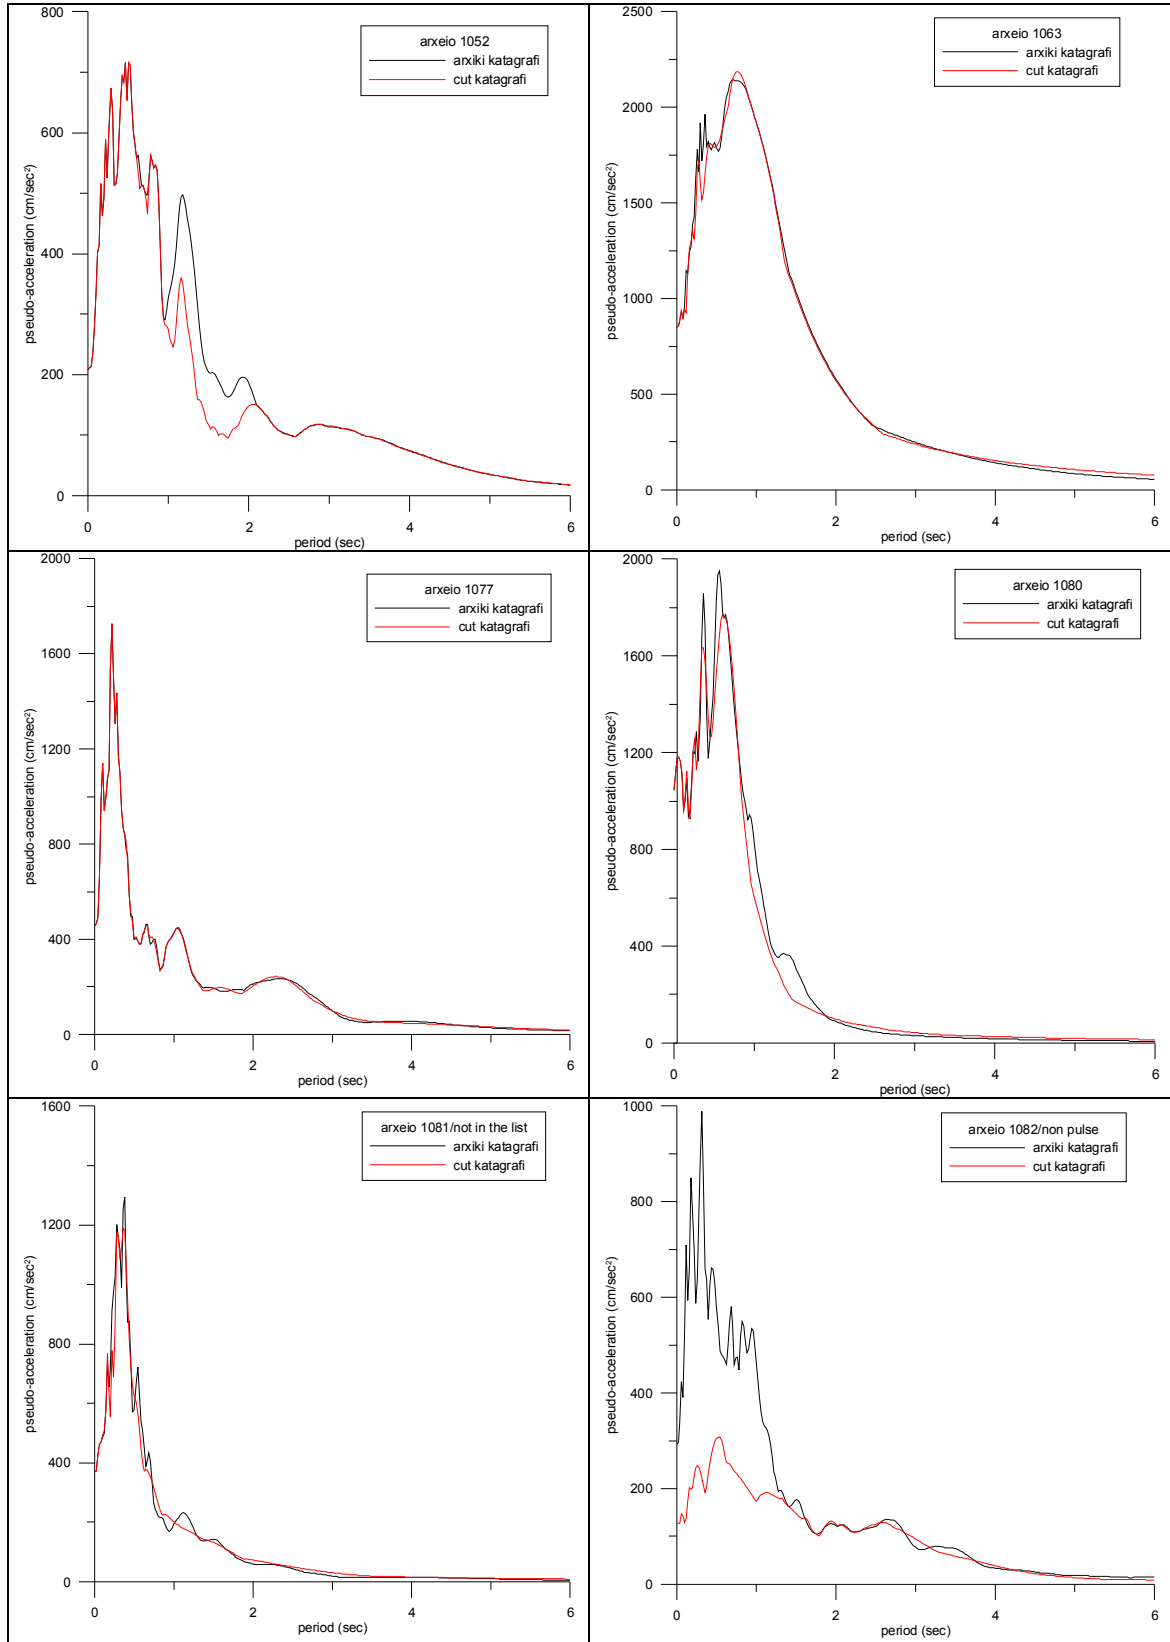 800
600
400
200
0
pseudo-acceleration (cm/sec²)
arxeio 1052
arxiki katagrafi
cut katagrafi
0 2 4 6
period (sec)
2500
2000
1500
1000
500
0
pseudo-acceleration (cm/sec²)
arxeio 1063
arxiki katagrafi
cut katagrafi
0 2 4 6
period (sec)
2000
1600
1200
800
400
0
pseudo-acceleration (cm/sec²)
arxeio 1077
arxiki katagrafi
cut katagrafi
0 2 4 6
period (sec)
2000
1600
1200
800
400
0
pseudo-acceleration (cm/sec²)
arxeio 1080
arxiki katagrafi
cut katagrafi
0 2 4 6
period (sec)
1600
1200
800
400
0
pseudo-acceleration (cm/sec²)
arxeio 1081/not in the list
arxiki katagrafi
cut katagrafi
0 2 4 6
period (sec)
1000
800
600
400
200
0
pseudo-acceleration (cm/sec²)
arxeio 1082/non pulse
arxiki katagrafi
cut katagrafi
0 2 4 6
period (sec)